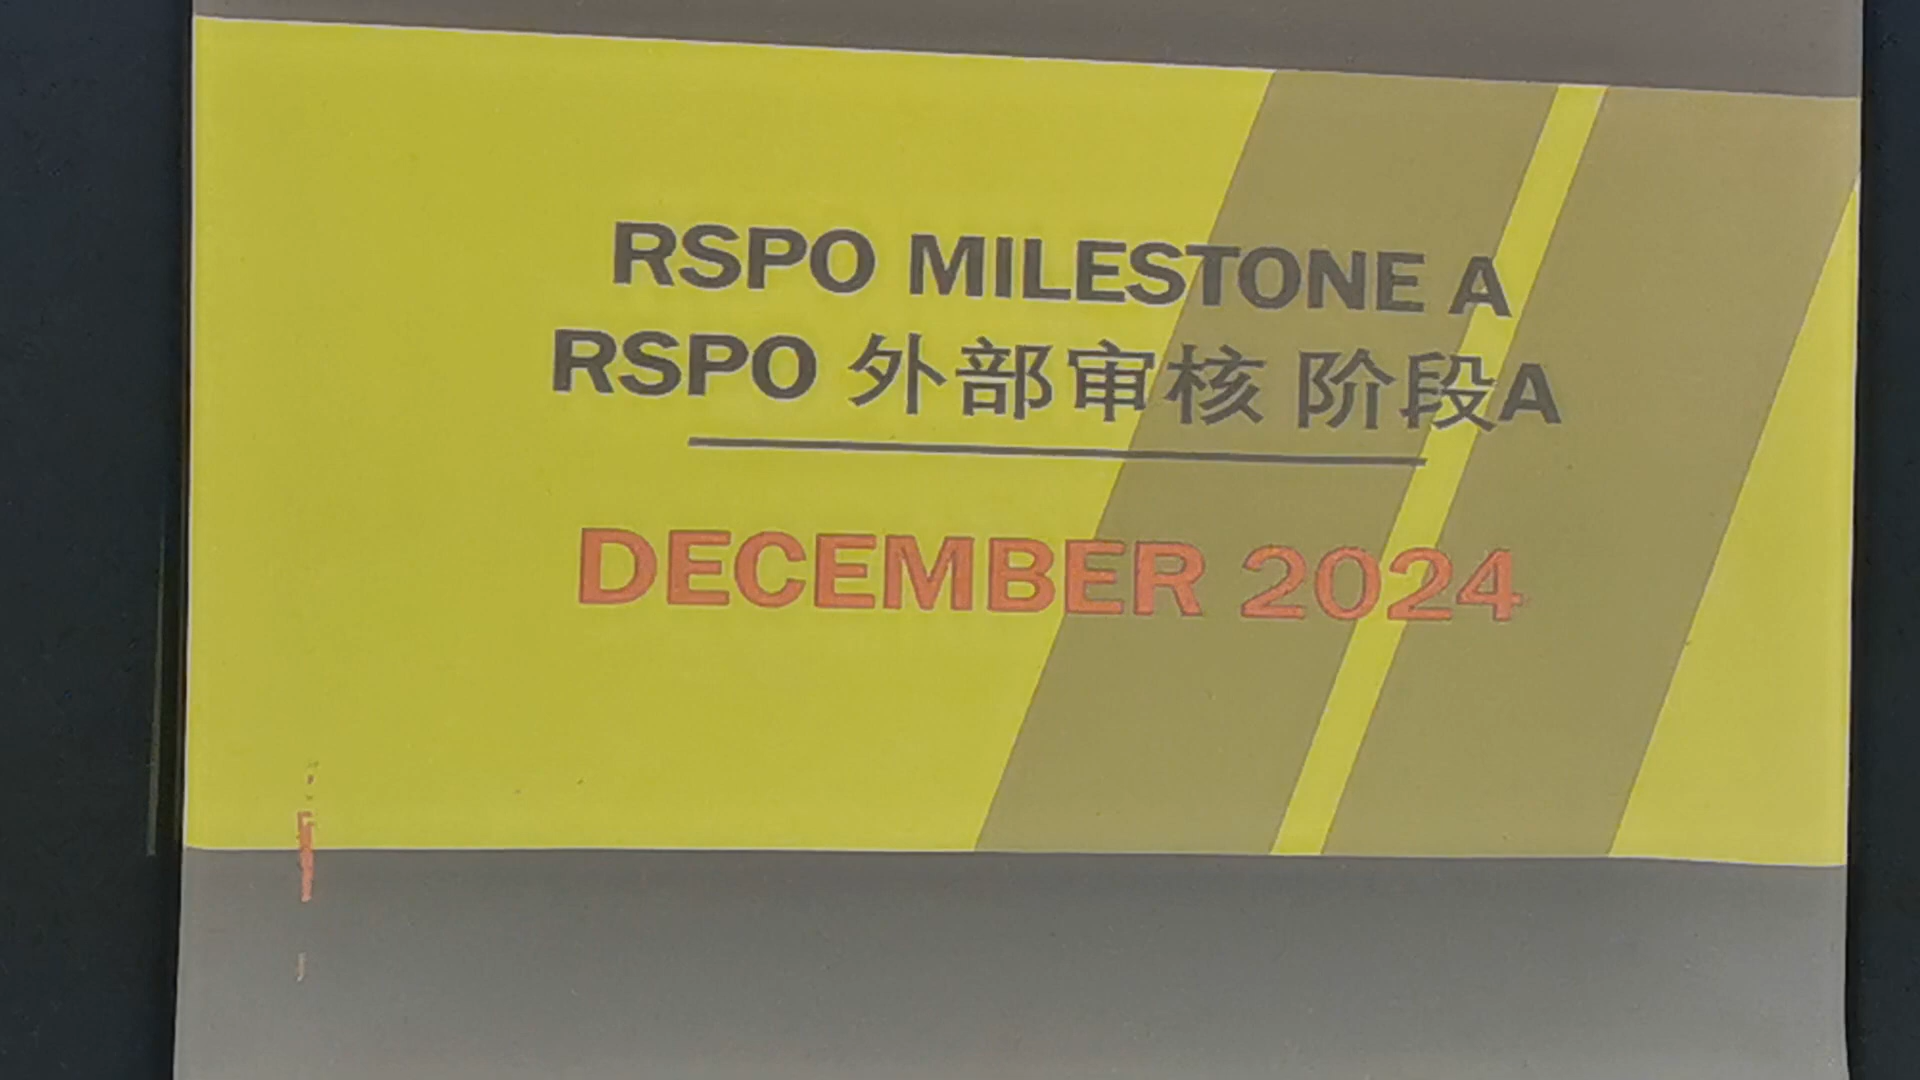 RSPO MILESTONE A
RSPO 外部审核 阶段A
DECEMBER 2024